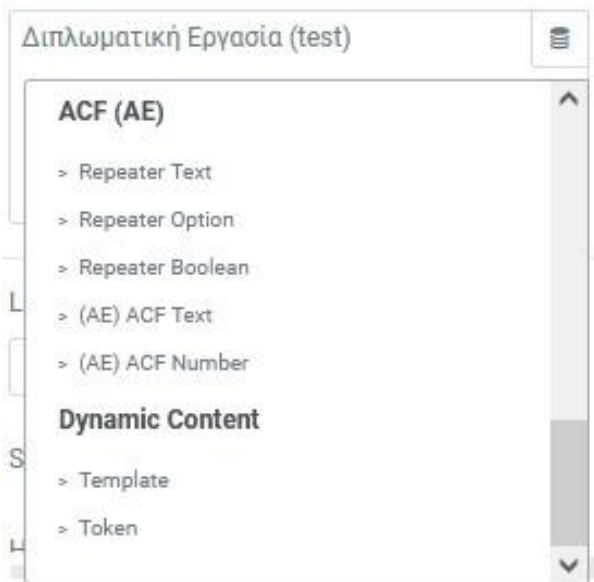 Διπλωματική Εργασία (test)
ACF (AE)
> Repeater Text
> Repeater Option
> Repeater Boolean
> (AE) ACF Text
> (AE) ACF Number
Dynamic Content
> Template
> Token